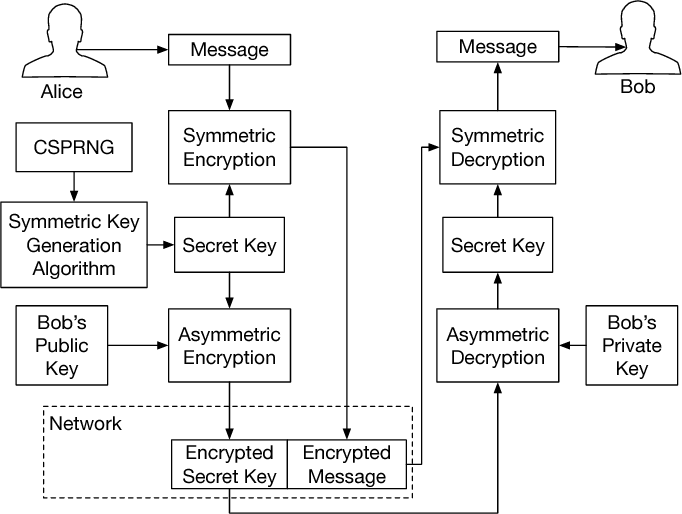 Message
Message
Alice
Bob
Symmetric
Encryption
Symmetric
Decryption
CSPRNG
Symmetric Key
Generation
Algorithm
Secret Key
Secret Key
Bob's
Public
Key
Asymmetric
Encryption
Asymmetric
Decryption
Bob's
Private
Key
Network
Encrypted
Secret Key
Encrypted
Message